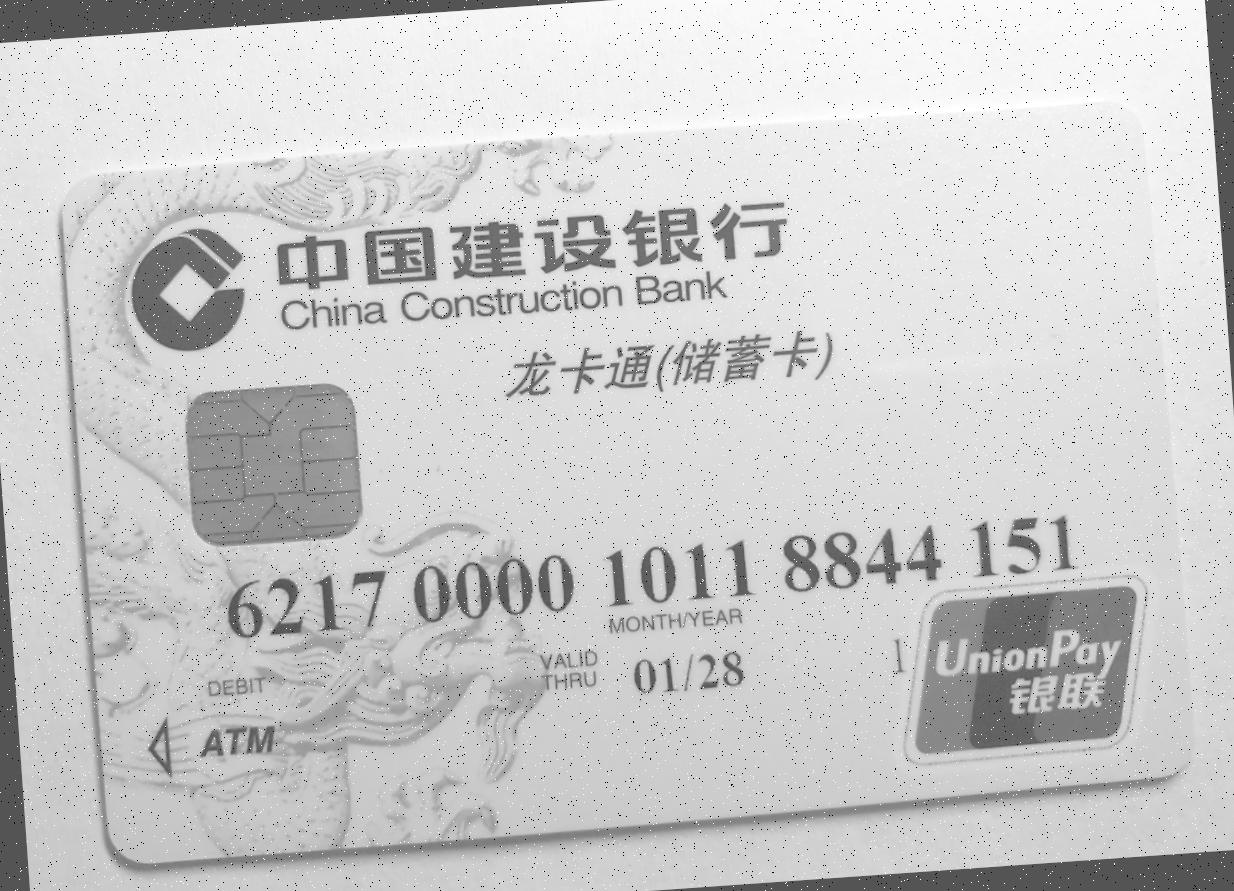 中国建设银行
China Construction Bank
龙卡通(储蓄卡)
6217 0000 1011 8844 151
MONTH/YEAR
VALID THRU 01/28
1
DEBIT
ATM
UnionPay
银联